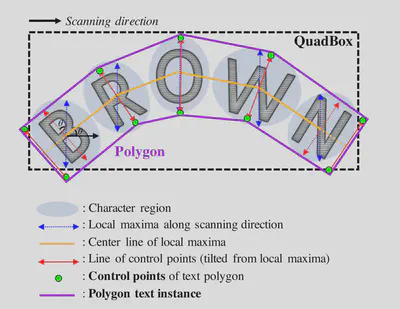 Scanning direction
QuadBox
BROWN
Polygon
: Character region
: Local maxima along scanning direction
: Center line of local maxima
: Line of control points (tilted from local maxima)
: Control points of text polygon
: Polygon text instance